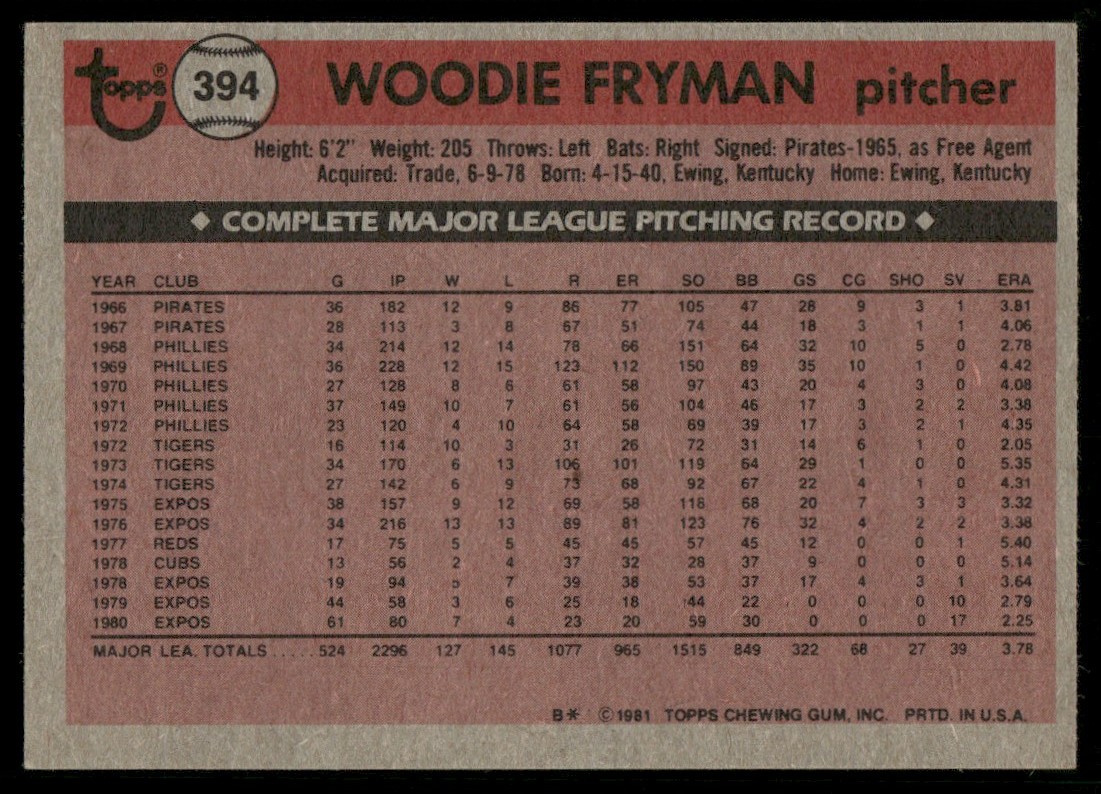 topps® 394 WOODIE FRYMAN pitcher
Height: 6'2" Weight: 205 Throws: Left Bats: Right Signed: Pirates-1965, as Free Agent
Acquired: Trade, 6-9-78 Born: 4-15-40, Ewing, Kentucky Home: Ewing, Kentucky
◆ COMPLETE MAJOR LEAGUE PITCHING RECORD ◆
YEAR CLUB G IP W L R ER SO BB GS CG SHO SV ERA
1966 PIRATES 36 182 12 9 86 77 105 47 28 9 3 1 3.81
1967 PIRATES 28 113 3 8 67 51 74 44 18 3 1 1 4.06
1968 PHILLIES 34 214 12 14 78 66 151 64 32 10 5 0 2.78
1969 PHILLIES 36 228 12 15 123 112 150 89 35 10 1 0 4.42
1970 PHILLIES 27 128 8 6 61 58 97 43 20 4 3 0 4.08
1971 PHILLIES 37 149 10 7 61 56 104 46 17 3 2 2 3.38
1972 PHILLIES 23 120 4 10 64 58 69 39 17 3 2 1 4.35
1972 TIGERS 16 114 10 3 31 26 72 31 14 6 1 0 2.05
1973 TIGERS 34 170 6 13 106 101 119 64 29 1 0 0 5.35
1974 TIGERS 27 142 6 9 73 68 92 67 22 4 1 0 4.31
1975 EXPOS 38 157 9 12 69 58 118 68 20 7 3 3 3.32
1976 EXPOS 34 216 13 13 89 81 123 76 32 4 2 2 3.38
1977 REDS 17 75 5 5 45 45 57 45 12 0 0 1 5.40
1978 CUBS 13 56 2 4 37 32 28 37 9 0 0 0 5.14
1978 EXPOS 19 94 5 7 39 38 53 37 17 4 3 1 3.64
1979 EXPOS 44 58 3 6 25 18 44 22 0 0 0 10 2.79
1980 EXPOS 61 80 7 4 23 20 59 30 0 0 0 17 2.25
MAJOR LEA. TOTALS ..... 524 2296 127 145 1077 965 1515 849 322 68 27 39 3.78
B* ©1981 TOPPS CHEWING GUM, INC. PRTD. IN U.S.A.